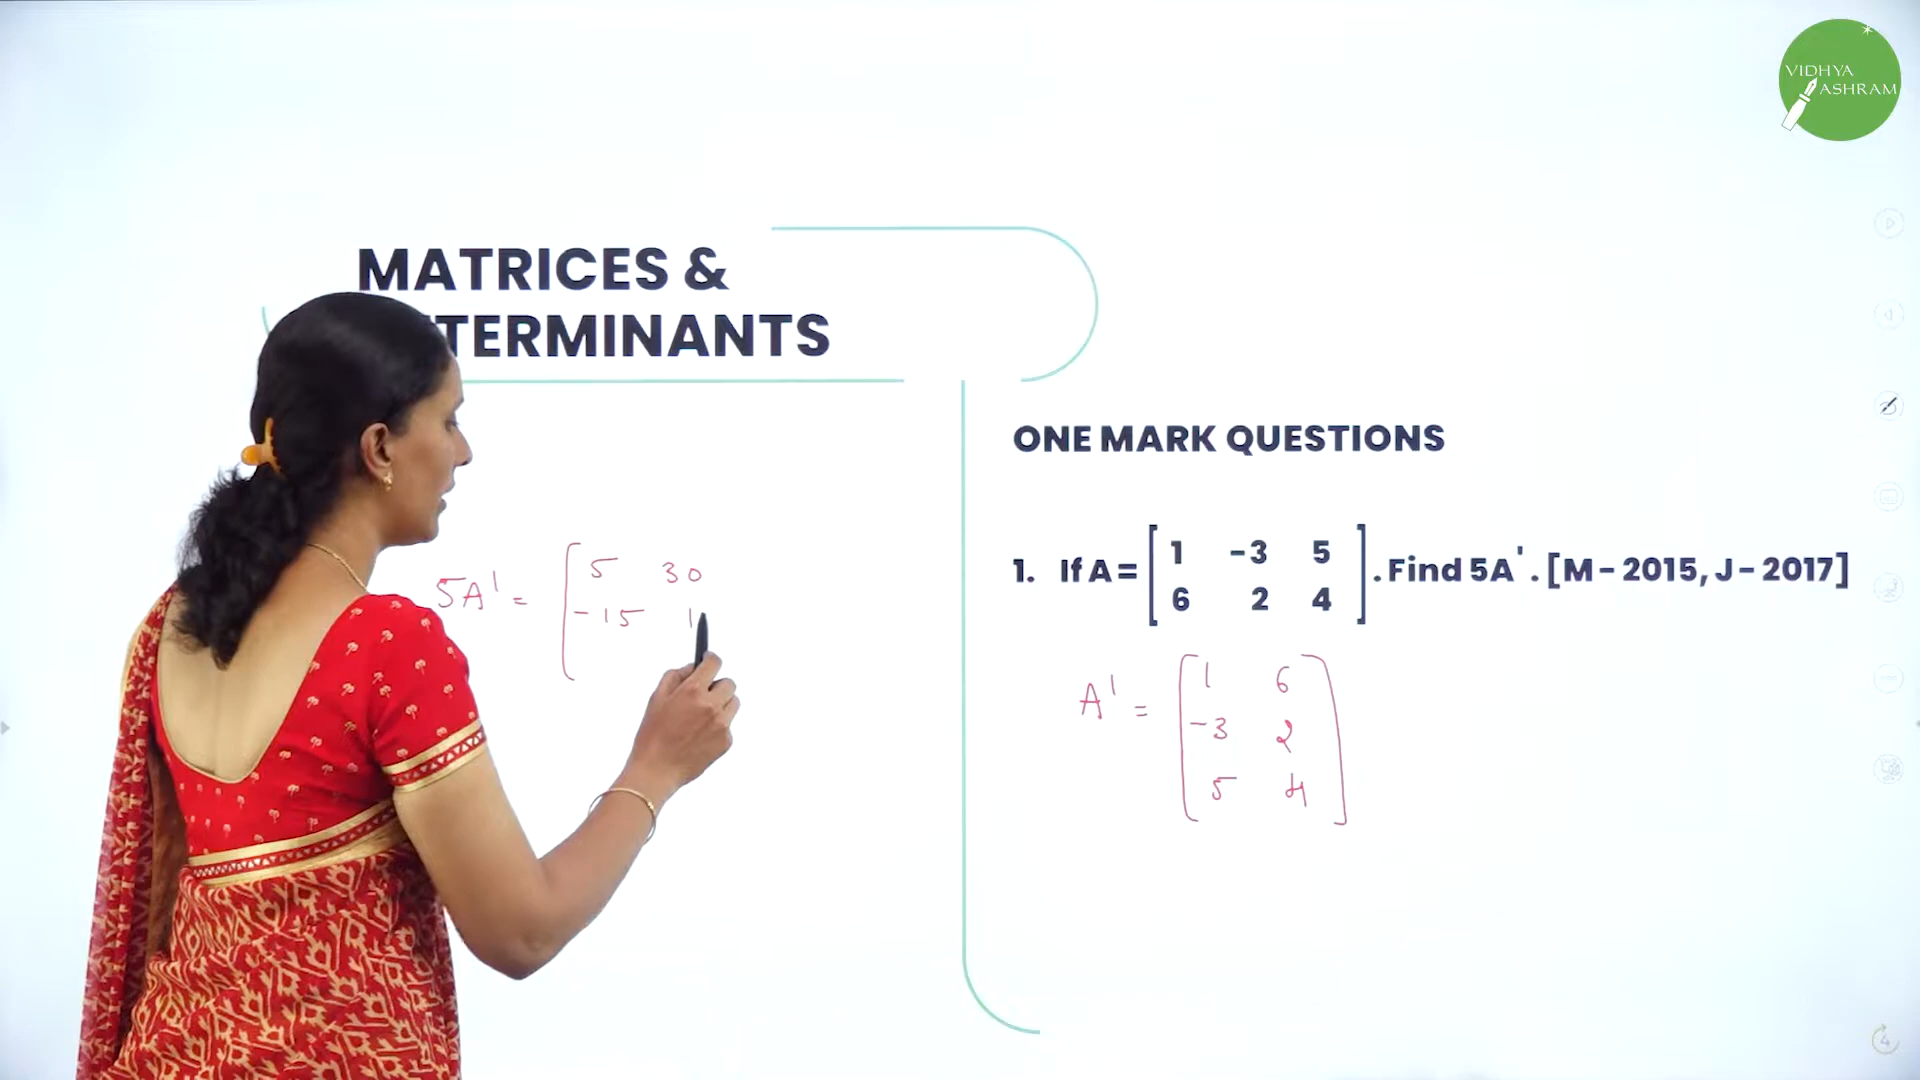 VIDHYA
ASHRAM
MATRICES &
TERMINANTS
ONE MARK QUESTIONS
1. If A = [ 1 -3 5 ] . Find 5A'. [M - 2015, J - 2017]
6 2 4
5A' = [ 5 30
-15 1
A' = [ 1 6 ]
-3 2
5 4
4